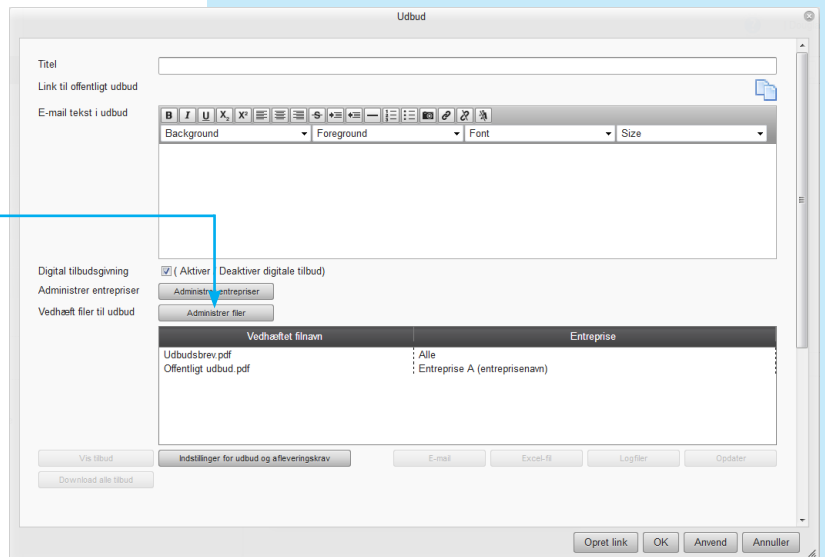 Udbud
Titel
Link til offentligt udbud
E-mail tekst i udbud
B I U X₂ X² S
Background Foreground Font Size
Digital tilbudsgivning ( Aktiver / Deaktiver digitale tilbud)
Administrer entrepriser Administrer entrepriser
Vedhæft filer til udbud Administrer filer
Vedhæftet filnavn Entreprise
Udbudsbrev.pdf Alle
Offentligt udbud.pdf Entreprise A (entreprisenavn)
Vis tilbud Indstillinger for udbud og afleveringskrav E-mail Excel-fil Logfiler Opdater
Download alle tilbud
Opret link OK Anvend Annuller